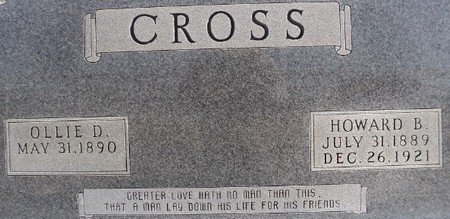 CROSS
OLLIE D.
MAY 31.1890
HOWARD B.
JULY 31.1889
DEC. 26.1921
GREATER LOVE HATH NO MAN THAN THIS
THAT A MAN LAY DOWN HIS LIFE FOR HIS FRIENDS